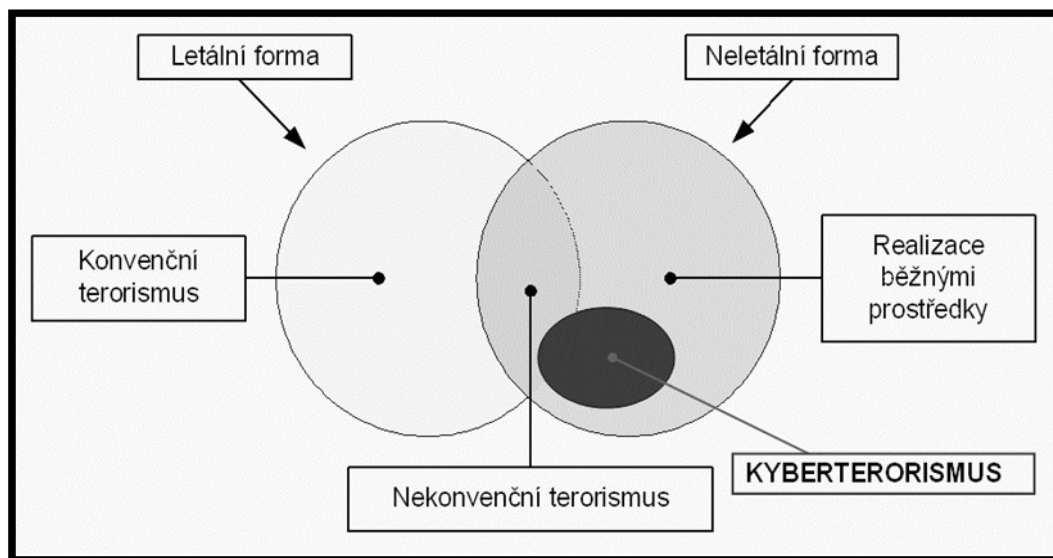 Letální forma
Neletální forma
Konvenční
terorismus
Realizace
běžnými
prostředky
Nekonvenční terorismus
KYBERTERORISMUS